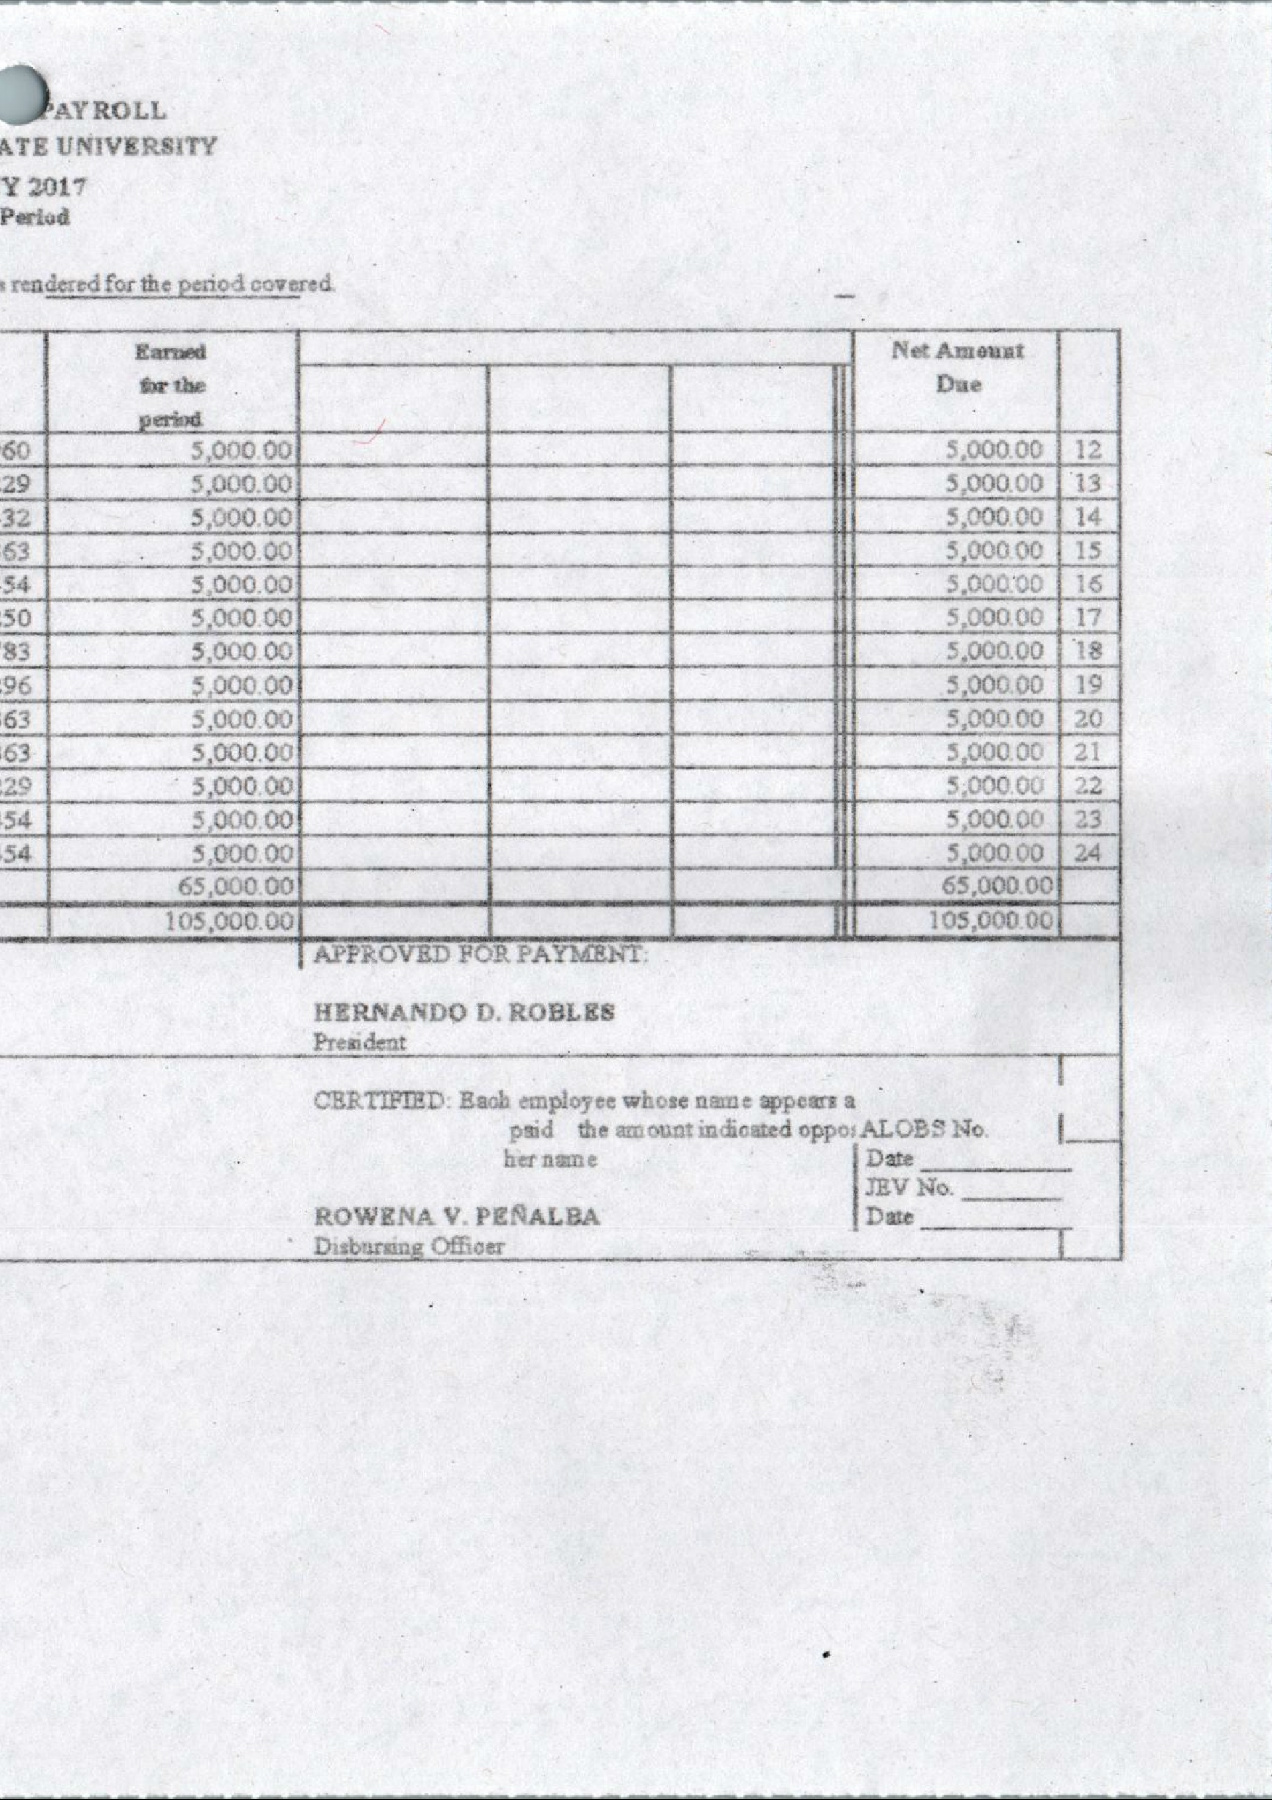 PAYROLL
ATE UNIVERSITY
Y 2017
Period
s rendered for the period covered.
Earned for the period Net Amount Due
960 5,000.00 5,000.00 12
29 5,000.00 5,000.00 13
32 5,000.00 5,000.00 14
63 5,000.00 5,000.00 15
54 5,000.00 5,000.00 16
250 5,000.00 5,000.00 17
783 5,000.00 5,000.00 18
296 5,000.00 5,000.00 19
363 5,000.00 5,000.00 20
63 5,000.00 5,000.00 21
229 5,000.00 5,000.00 22
454 5,000.00 5,000.00 23
54 5,000.00 5,000.00 24
65,000.00 65,000.00
105,000.00 105,000.00
APPROVED FOR PAYMENT:
HERNANDO D. ROBLES
President
CERTIFIED: Each employee whose name appears a
paid the amount indicated oppos ALOBS No.
her name Date
JEV No.
ROWENA V. PEÑALBA Date
Disbursing Officer